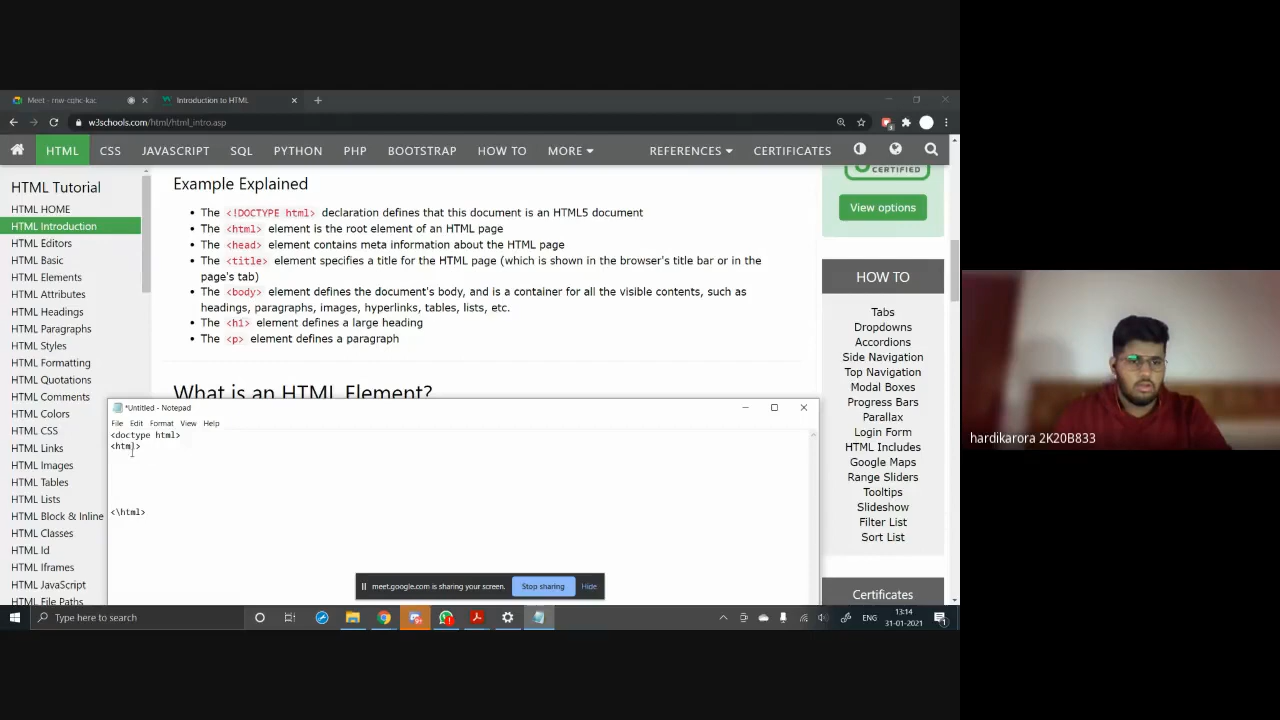 Meet - rnw-cqhc-kac
Introduction to HTML
w3schools.com/html/html_intro.asp
HTML CSS JAVASCRIPT SQL PYTHON PHP BOOTSTRAP HOW TO MORE REFERENCES CERTIFICATES
HTML Tutorial
HTML HOME
HTML Introduction
HTML Editors
HTML Basic
HTML Elements
HTML Attributes
HTML Headings
HTML Paragraphs
HTML Styles
HTML Formatting
HTML Quotations
HTML Comments
HTML Colors
HTML CSS
HTML Links
HTML Images
HTML Tables
HTML Lists
HTML Block & Inline
HTML Classes
HTML Id
HTML Iframes
HTML JavaScript
HTML File Paths
Example Explained
The <!DOCTYPE html> declaration defines that this document is an HTML5 document
The <html> element is the root element of an HTML page
The <head> element contains meta information about the HTML page
The <title> element specifies a title for the HTML page (which is shown in the browser's title bar or in the
page's tab)
The <body> element defines the document's body, and is a container for all the visible contents, such as
headings, paragraphs, images, hyperlinks, tables, lists, etc.
The <h1> element defines a large heading
The <p> element defines a paragraph
What is an HTML Element?
CERTIFIED
View options
HOW TO
Tabs
Dropdowns
Accordions
Side Navigation
Top Navigation
Modal Boxes
Progress Bars
Parallax
Login Form
HTML Includes
Google Maps
Range Sliders
Tooltips
Slideshow
Filter List
Sort List
Certificates
*Untitled - Notepad
File Edit Format View Help
<doctype html>
<html>
<\html>
meet.google.com is sharing your screen.
Stop sharing
Hide
Type here to search
ENG
13:14
31-01-2021
hardikarora 2K20B833